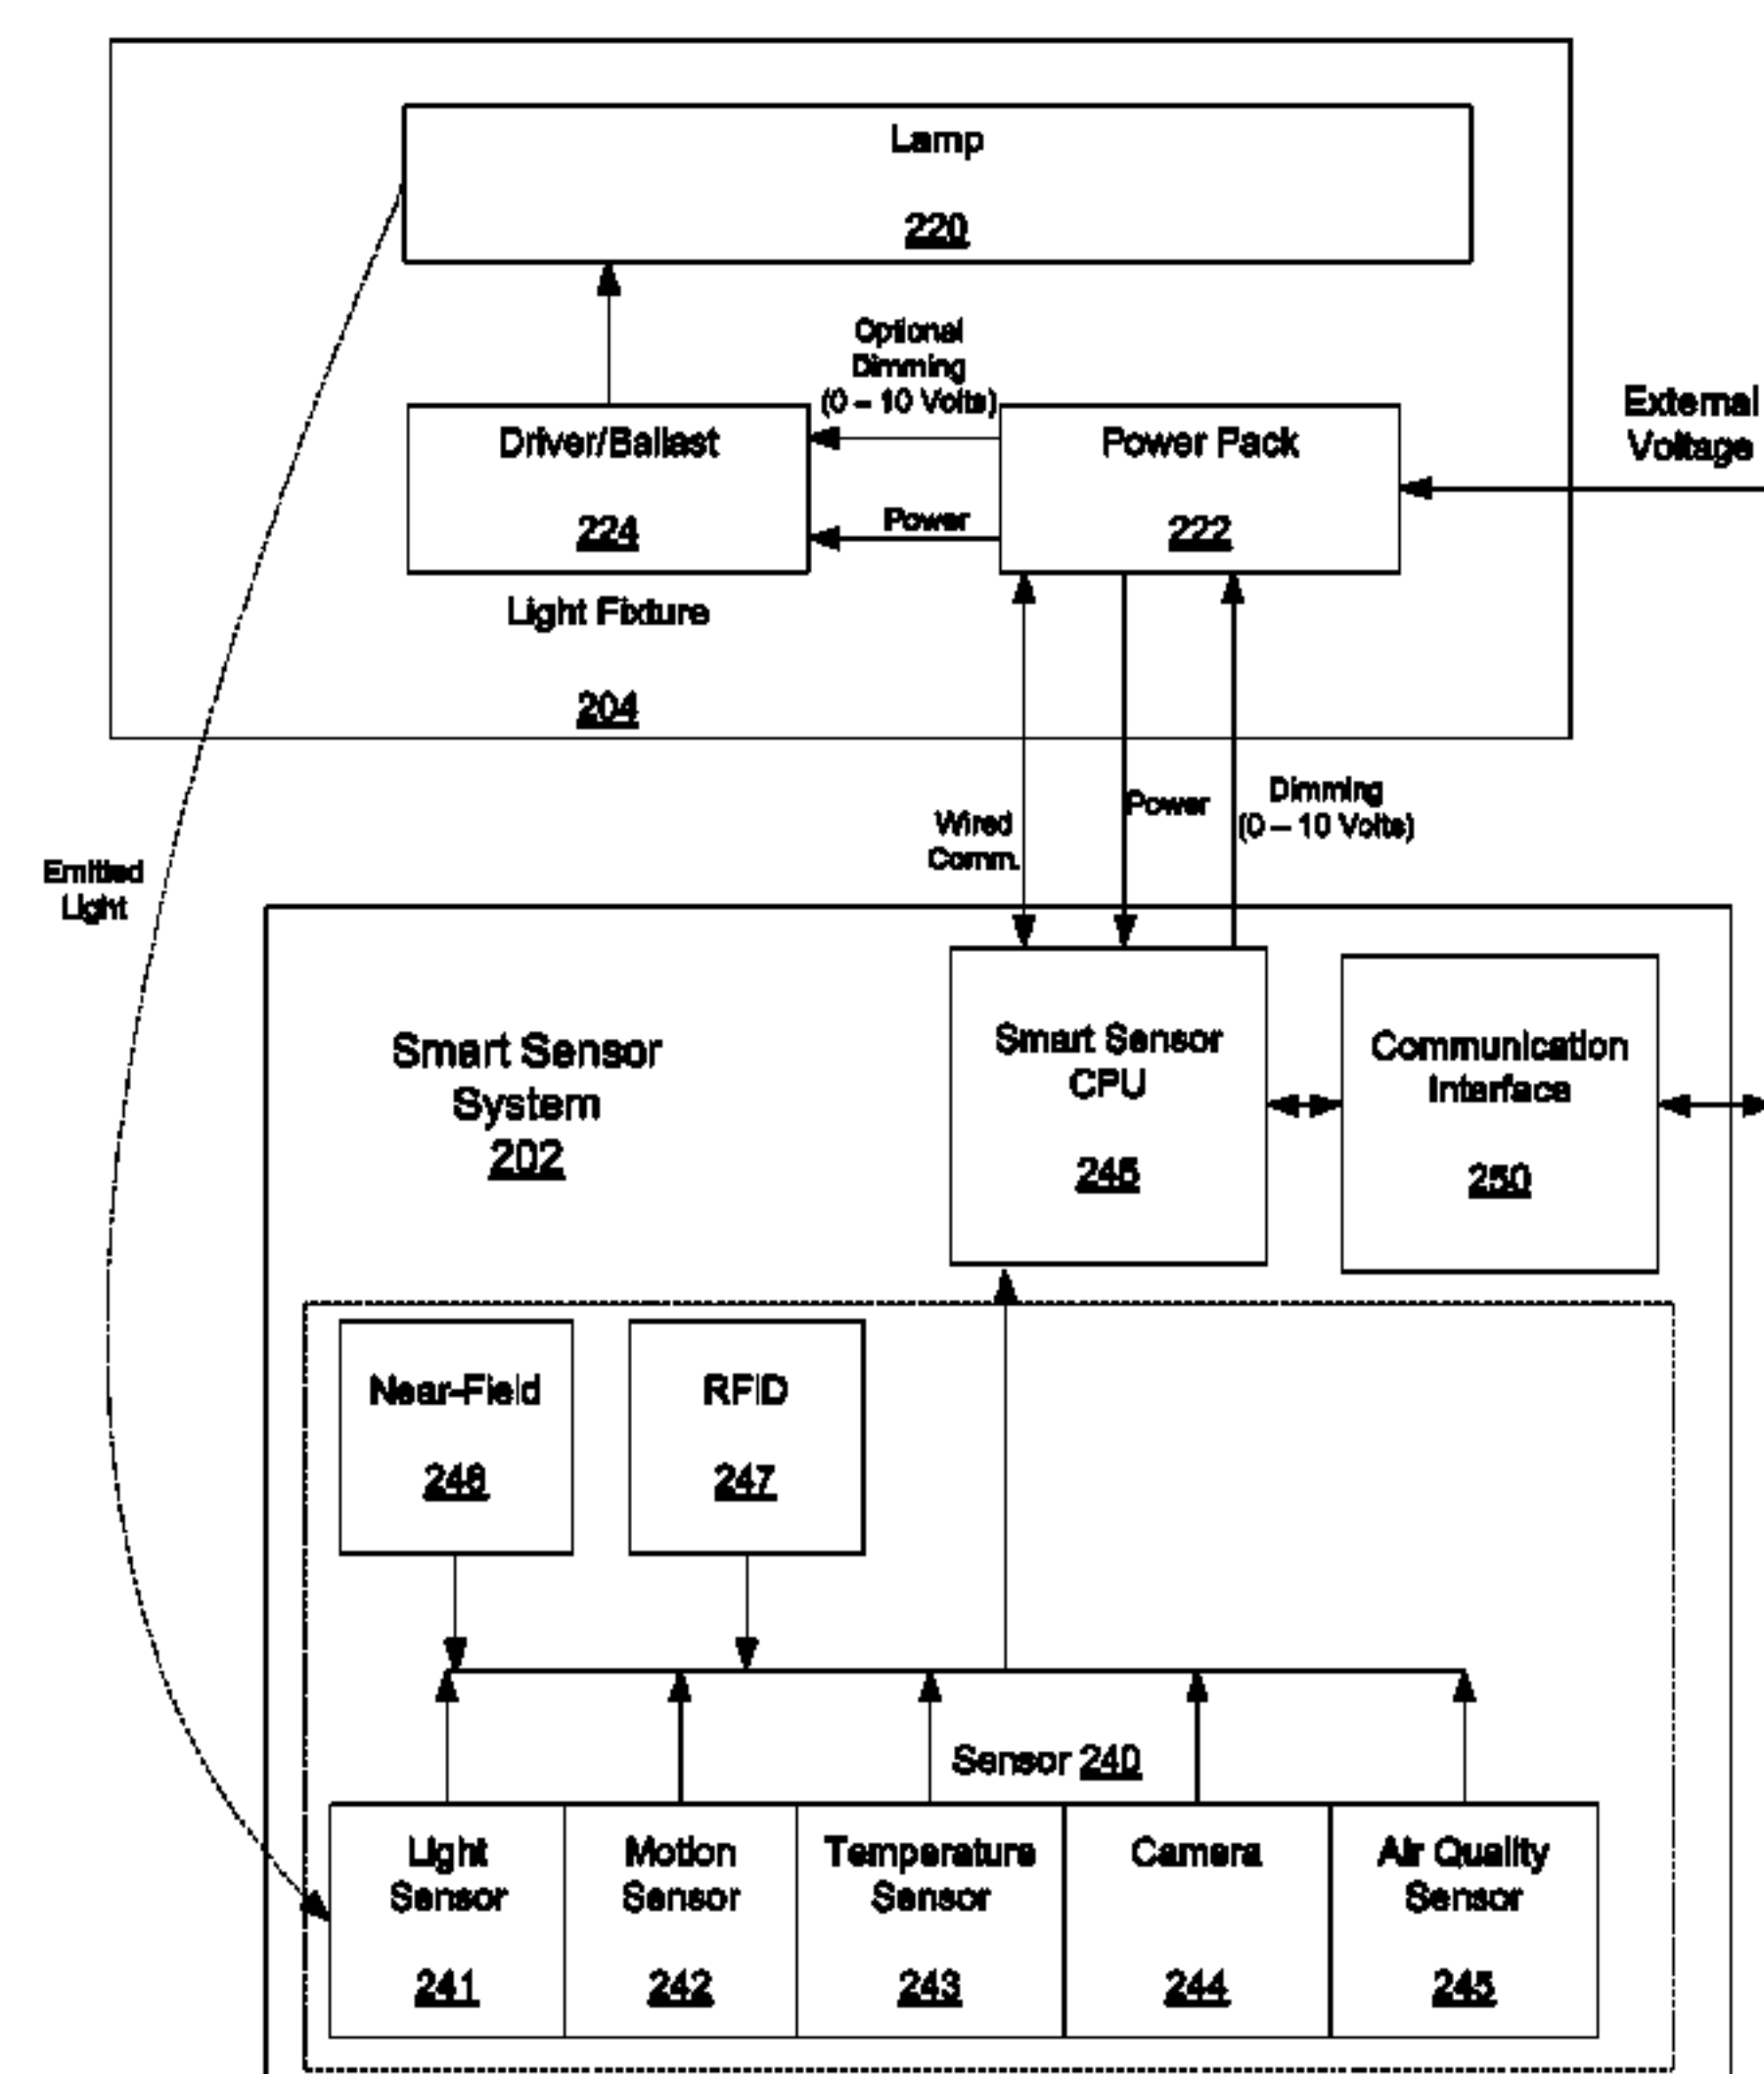 Lamp
220
Optional
Dimming
(0 – 10 Volts)
External
Voltage
Driver/Ballast
224
Power
Power Pack
222
Light Fixture
204
Wired
Comm.
Power
Dimming
(0 – 10 Volts)
Emitted
Light
Smart Sensor
System
202
Smart Sensor
CPU
245
Communication
Interface
250
Near-Field
246
RFID
247
Sensor 240
Light
Sensor
241
Motion
Sensor
242
Temperature
Sensor
243
Camera
244
Air Quality
Sensor
245